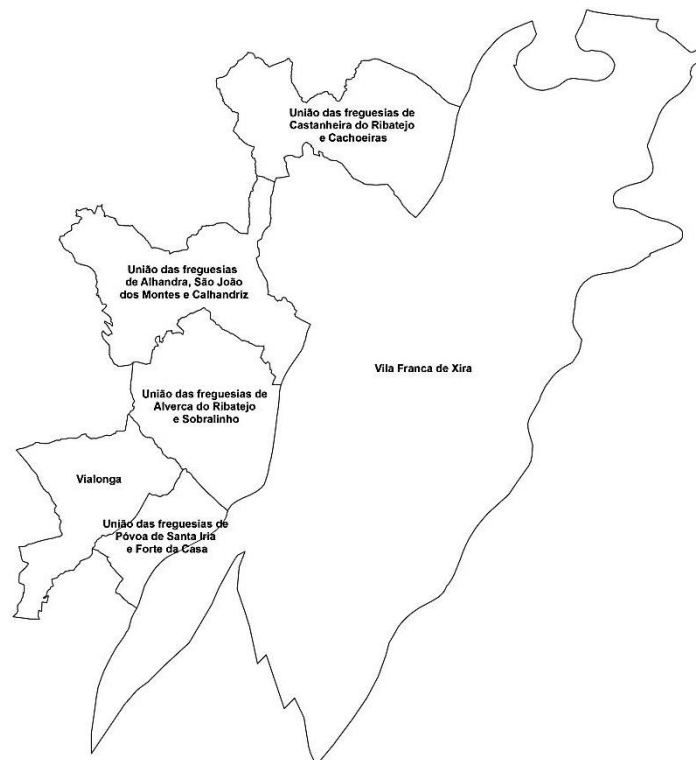 União das freguesias de
Castanheira do Ribatejo
e Cachoeiras
União das freguesias
de Alhandra, São João
dos Montes e Calhandriz
Vila Franca de Xira
União das freguesias de
Alverca do Ribatejo
e Sobralinho
Vialonga
União das freguesias de
Póvoa de Santa Iria
e Forte da Casa